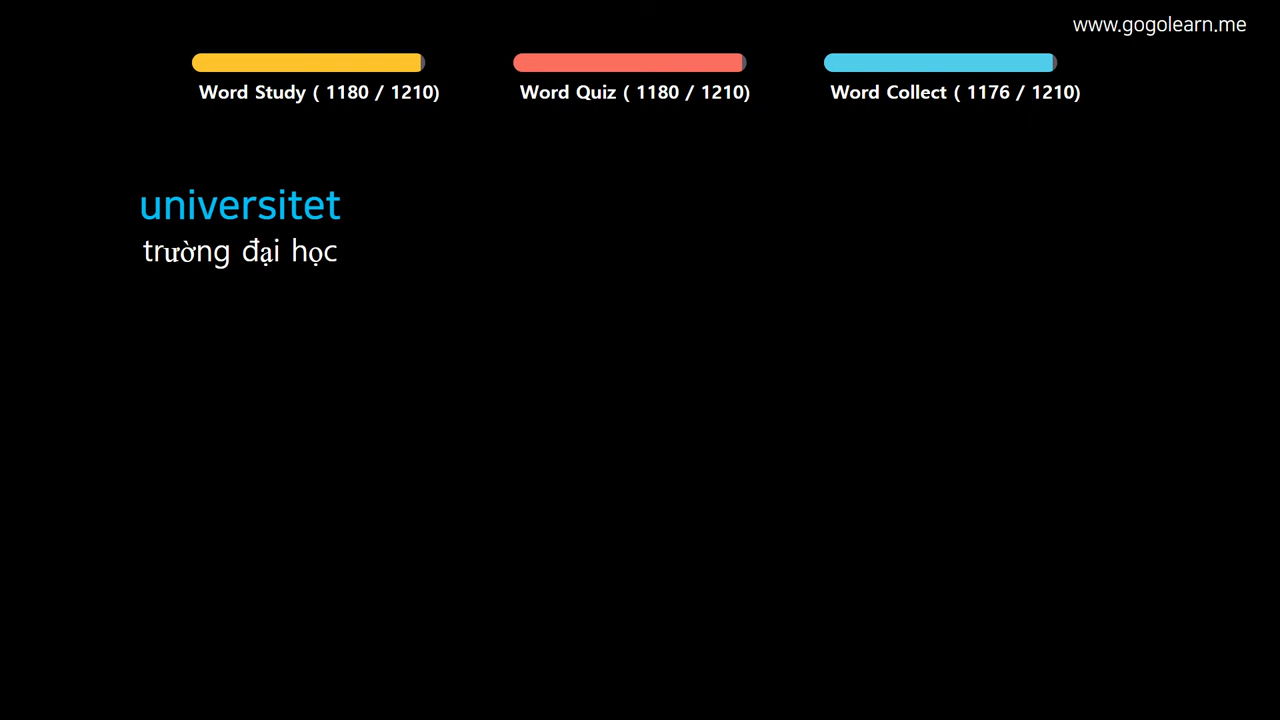 www.gogolearn.me
Word Study ( 1180 / 1210)
Word Quiz ( 1180 / 1210)
Word Collect ( 1176 / 1210)
universitet
trường đại học